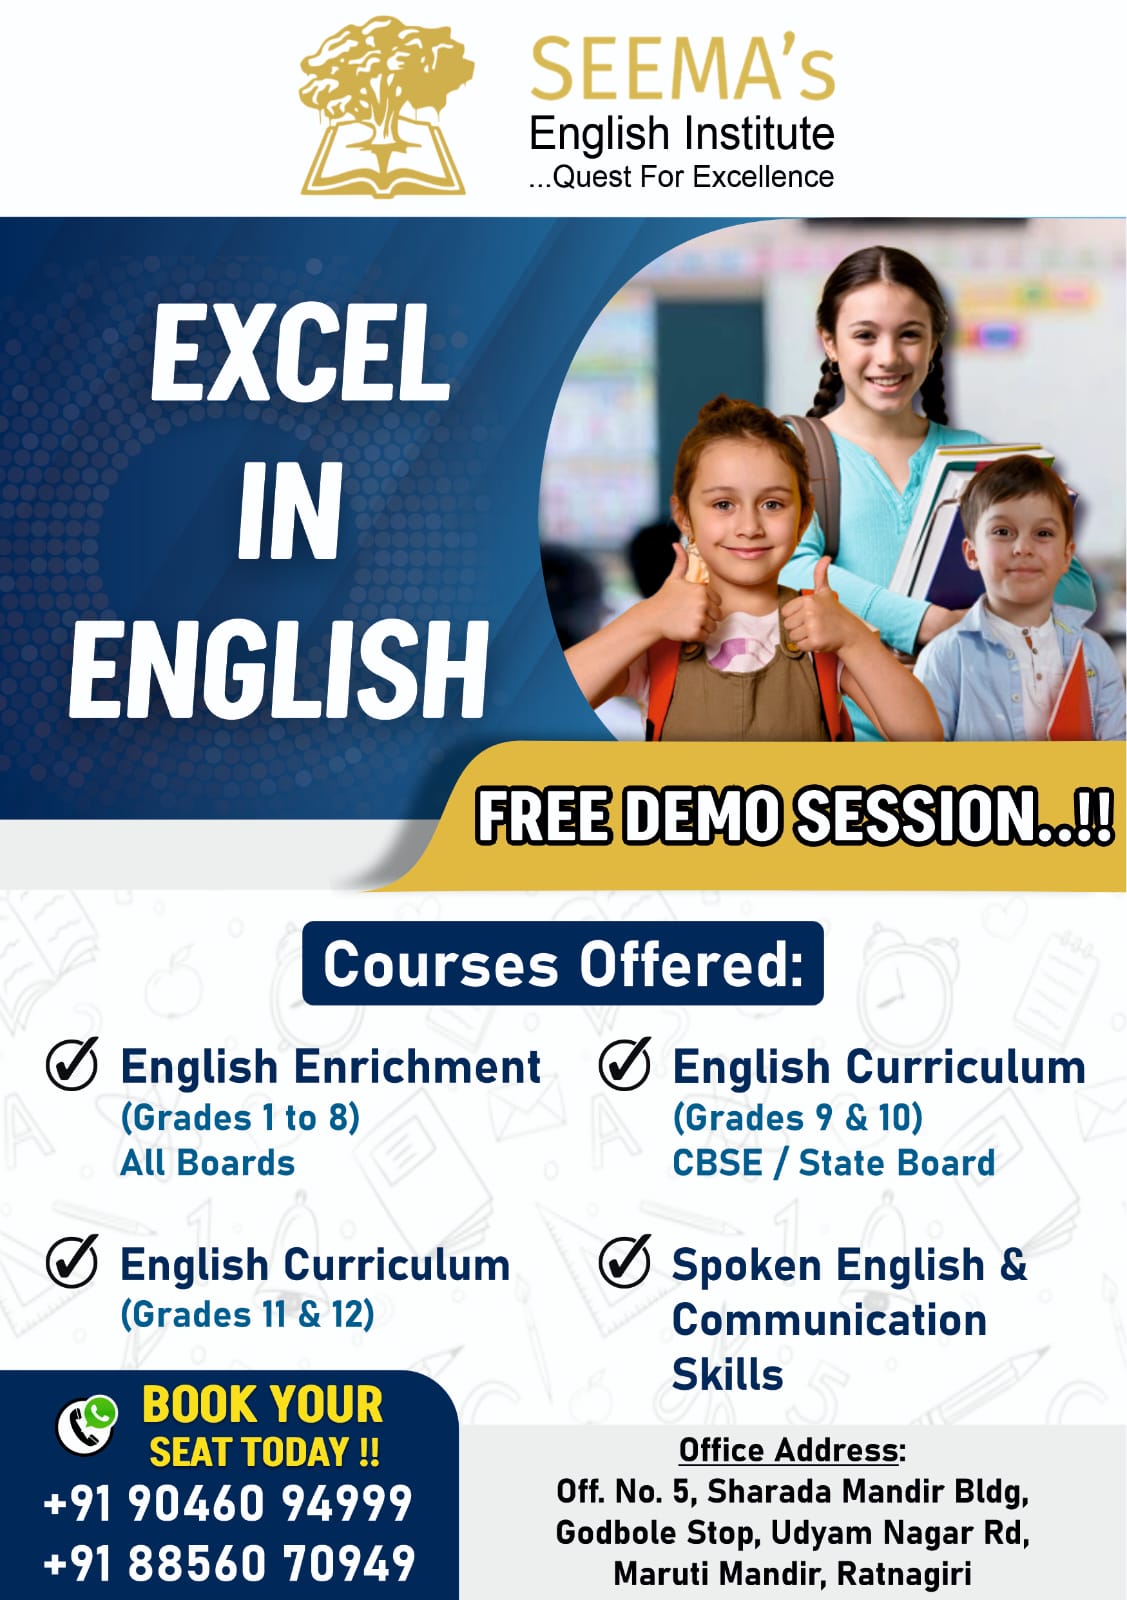 SEEMA's
English Institute
...Quest For Excellence
EXCEL
IN
ENGLISH
FREE DEMO SESSION..!!
Courses Offered:
English Enrichment
(Grades 1 to 8)
All Boards
English Curriculum
(Grades 9 & 10)
CBSE / State Board
English Curriculum
(Grades 11 & 12)
Spoken English &
Communication
Skills
BOOK YOUR
SEAT TODAY !!
+91 90460 94999
+91 88560 70949
Office Address:
Off. No. 5, Sharada Mandir Bldg,
Godbole Stop, Udyam Nagar Rd,
Maruti Mandir, Ratnagiri